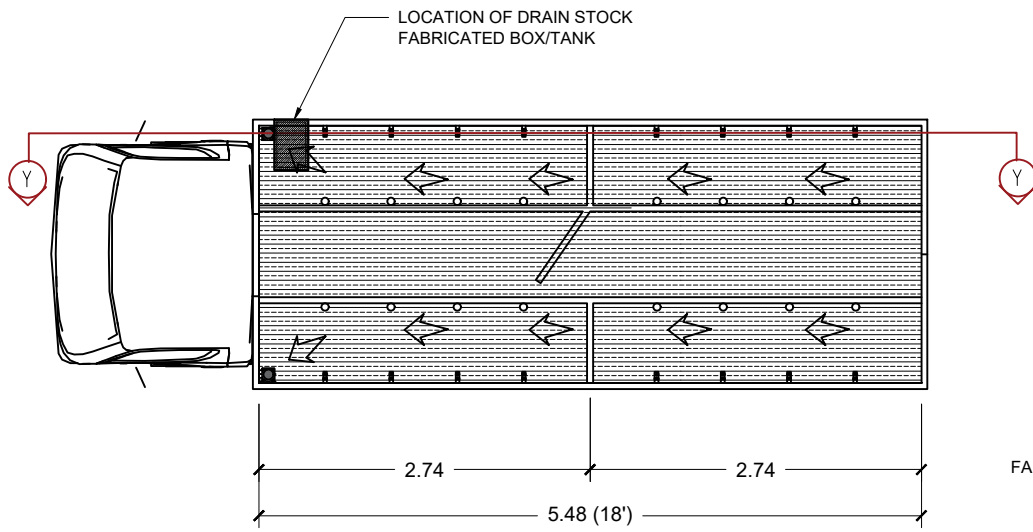 LOCATION OF DRAIN STOCK
FABRICATED BOX/TANK
Y
Y
2.74
2.74
FA
5.48 (18')